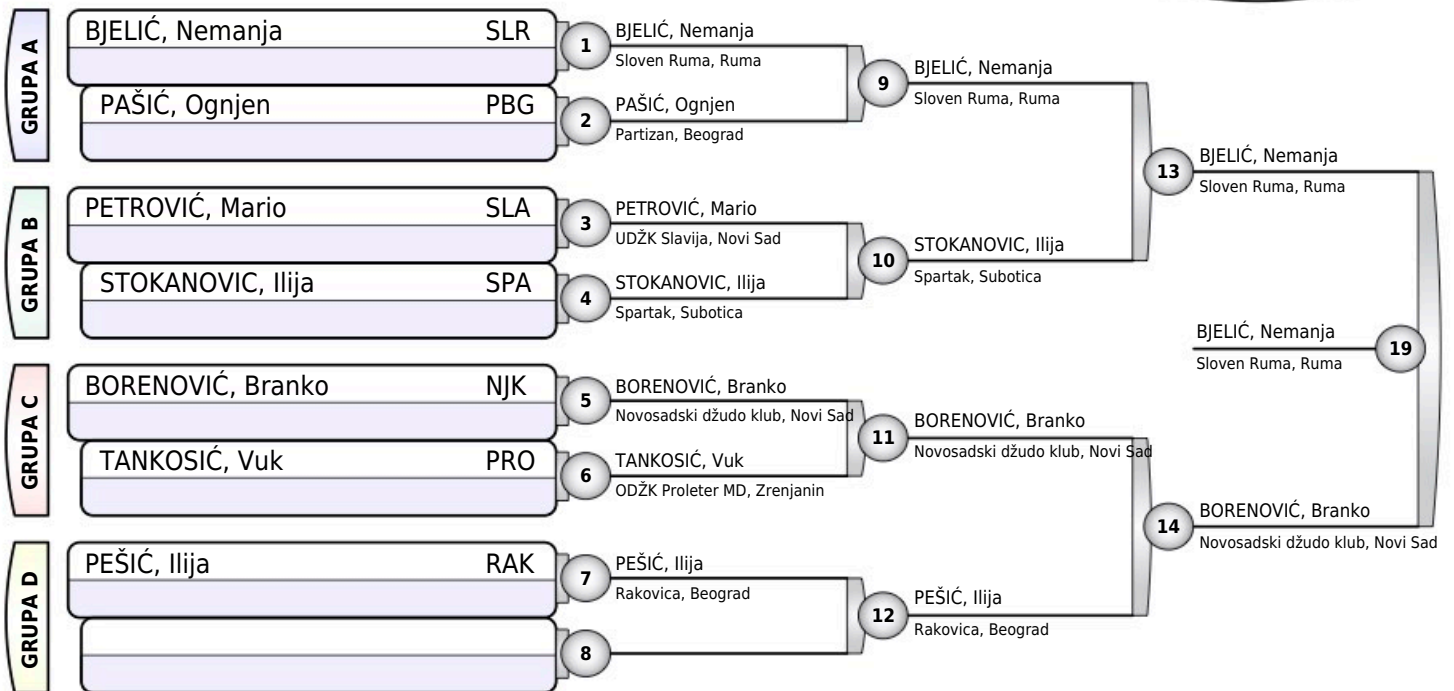 GRUPA A
BJELIĆ, Nemanja SLR
PAŠIĆ, Ognjen PBG
GRUPA B
PETROVIĆ, Mario SLA
STOKANOVIC, Ilija SPA
GRUPA C
BORENOVIĆ, Branko NJK
TANKOSIĆ, Vuk PRO
GRUPA D
PEŠIĆ, Ilija RAK
1
BJELIĆ, Nemanja
Sloven Ruma, Ruma
2
PAŠIĆ, Ognjen
Partizan, Beograd
3
PETROVIĆ, Mario
UDŽK Slavija, Novi Sad
4
STOKANOVIC, Ilija
Spartak, Subotica
5
BORENOVIĆ, Branko
Novosadski džudo klub, Novi Sad
6
TANKOSIĆ, Vuk
ODŽK Proleter MD, Zrenjanin
7
PEŠIĆ, Ilija
Rakovica, Beograd
8
9
BJELIĆ, Nemanja
Sloven Ruma, Ruma
10
STOKANOVIC, Ilija
Spartak, Subotica
11
BORENOVIĆ, Branko
Novosadski džudo klub, Novi Sad
12
PEŠIĆ, Ilija
Rakovica, Beograd
13
BJELIĆ, Nemanja
Sloven Ruma, Ruma
14
BORENOVIĆ, Branko
Novosadski džudo klub, Novi Sad
BJELIĆ, Nemanja
Sloven Ruma, Ruma
19